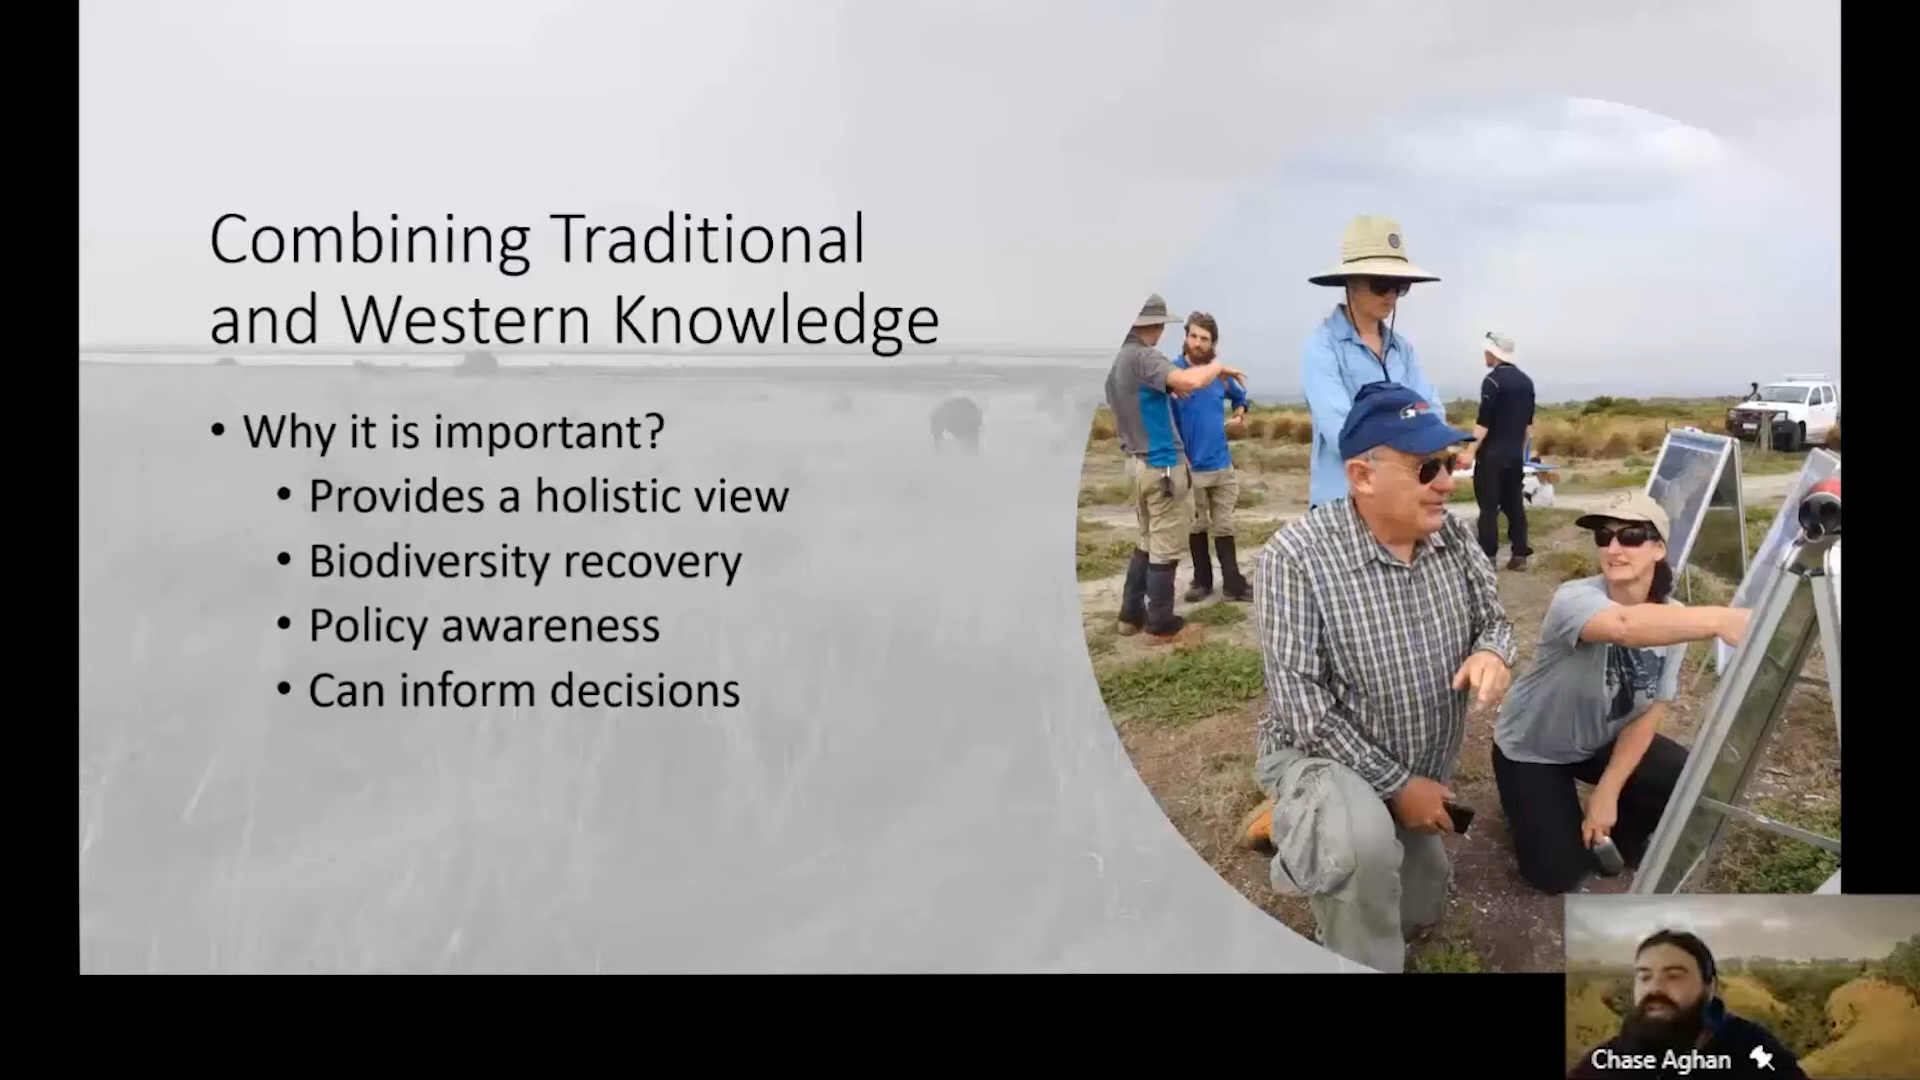 Combining Traditional
and Western Knowledge
• Why it is important?
• Provides a holistic view
• Biodiversity recovery
• Policy awareness
• Can inform decisions
Chase Aghan